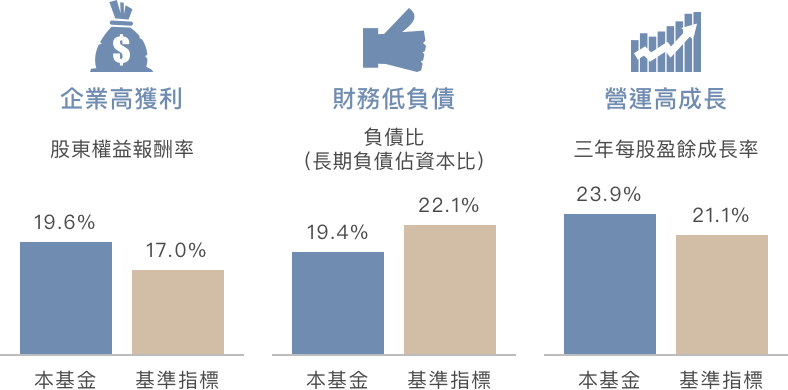 $
企業高獲利
股東權益報酬率
19.6%
17.0%
本基金
基準指標
財務低負債
負債比
（長期負債佔資本比）
19.4%
22.1%
本基金
基準指標
營運高成長
三年每股盈餘成長率
23.9%
21.1%
本基金
基準指標